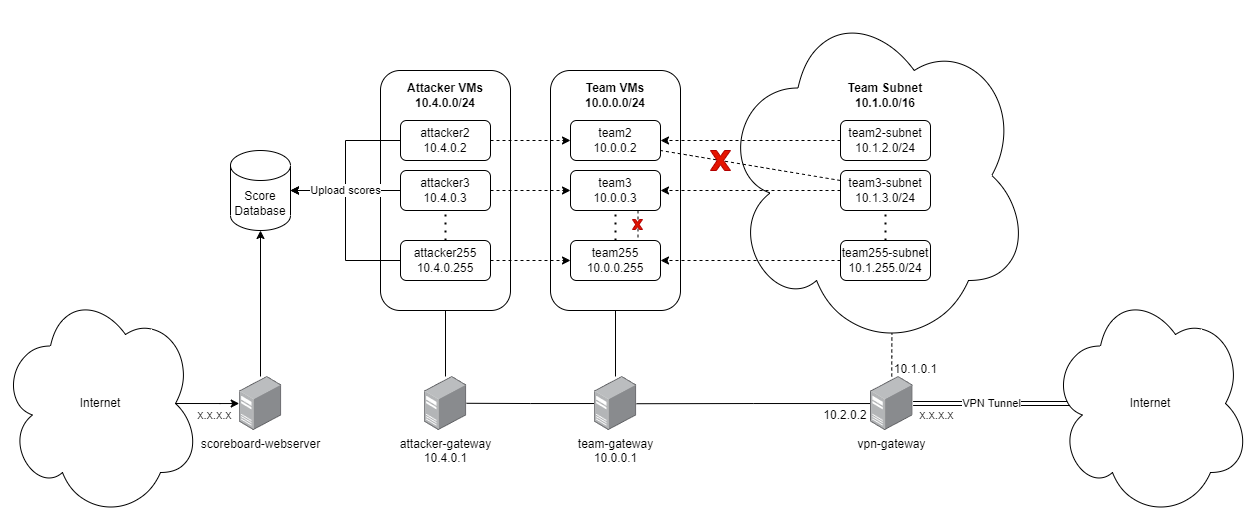 Attacker VMs
10.4.0.0/24
attacker2
10.4.0.2
attacker3
10.4.0.3
attacker255
10.4.0.255
Team VMs
10.0.0.0/24
team2
10.0.0.2
team3
10.0.0.3
team255
10.0.0.255
Team Subnet
10.1.0.0/16
team2-subnet
10.1.2.0/24
team3-subnet
10.1.3.0/24
team255-subnet
10.1.255.0/24
X
X
Score
Database
Upload scores
Internet
X.X.X.X
scoreboard-webserver
attacker-gateway
10.4.0.1
team-gateway
10.0.0.1
10.1.0.1
10.2.0.2
vpn-gateway
VPN Tunnel
X.X.X.X
Internet